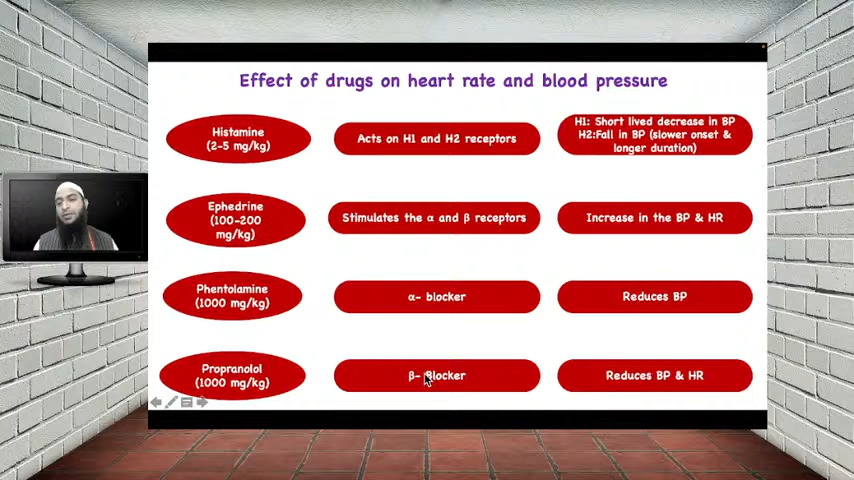 Effect of drugs on heart rate and blood pressure
Histamine
(2-5 mg/kg)
Acts on H1 and H2 receptors
H1: Short lived decrease in BP
H2:Fall in BP (slower onset &
longer duration)
Ephedrine
(100-200
mg/kg)
Stimulates the α and β receptors
Increase in the BP & HR
Phentolamine
(1000 mg/kg)
α- blocker
Reduces BP
Propranolol
(1000 mg/kg)
β- Blocker
Reduces BP & HR